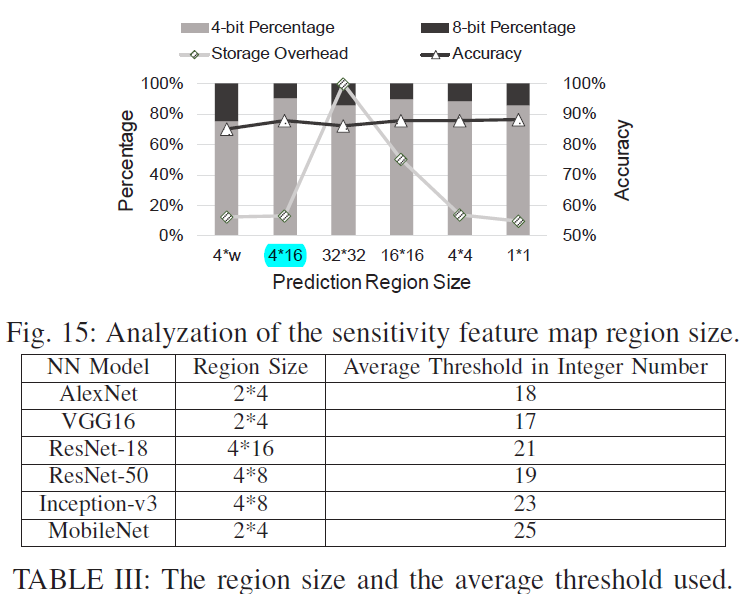 4-bit Percentage 8-bit Percentage
Storage Overhead Accuracy
100% 100%
80% 90%
60% 80%
40% 70%
20% 60%
0% 50%
Percentage
Accuracy
4*w 4*16 32*32 16*16 4*4 1*1
Prediction Region Size
Fig. 15: Analyzation of the sensitivity feature map region size.
NN Model Region Size Average Threshold in Integer Number
AlexNet 2*4 18
VGG16 2*4 17
ResNet-18 4*16 21
ResNet-50 4*8 19
Inception-v3 4*8 23
MobileNet 2*4 25
TABLE III: The region size and the average threshold used.